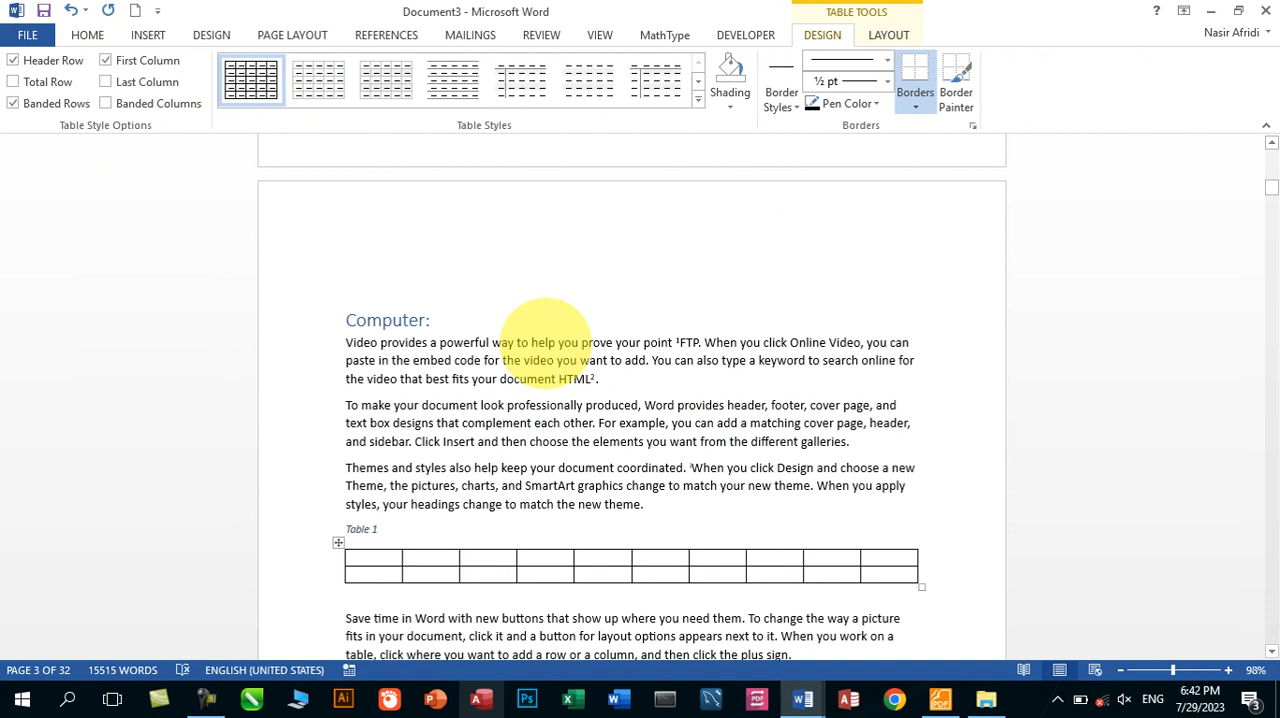 Document3 - Microsoft Word
TABLE TOOLS
?
FILE
HOME
INSERT
DESIGN
PAGE LAYOUT
REFERENCES
MAILINGS
REVIEW
VIEW
MathType
DEVELOPER
DESIGN
LAYOUT
Nasir Afridi
Header Row
First Column
Total Row
Last Column
Banded Rows
Banded Columns
Table Style Options
Table Styles
Shading
Border Styles
½ pt
Pen Color
Borders
Border Painter
Borders
Computer:
Video provides a powerful way to help you prove your point ¹FTP. When you click Online Video, you can
paste in the embed code for the video you want to add. You can also type a keyword to search online for
the video that best fits your document HTML².
To make your document look professionally produced, Word provides header, footer, cover page, and
text box designs that complement each other. For example, you can add a matching cover page, header,
and sidebar. Click Insert and then choose the elements you want from the different galleries.
Themes and styles also help keep your document coordinated. ⁱWhen you click Design and choose a new
Theme, the pictures, charts, and SmartArt graphics change to match your new theme. When you apply
styles, your headings change to match the new theme.
Table 1
Save time in Word with new buttons that show up where you need them. To change the way a picture
fits in your document, click it and a button for layout options appears next to it. When you work on a
table, click where you want to add a row or a column, and then click the plus sign.
PAGE 3 OF 32
15515 WORDS
ENGLISH (UNITED STATES)
98%
Ai
Ps
PDF
ENG
6:42 PM
7/29/2023
3